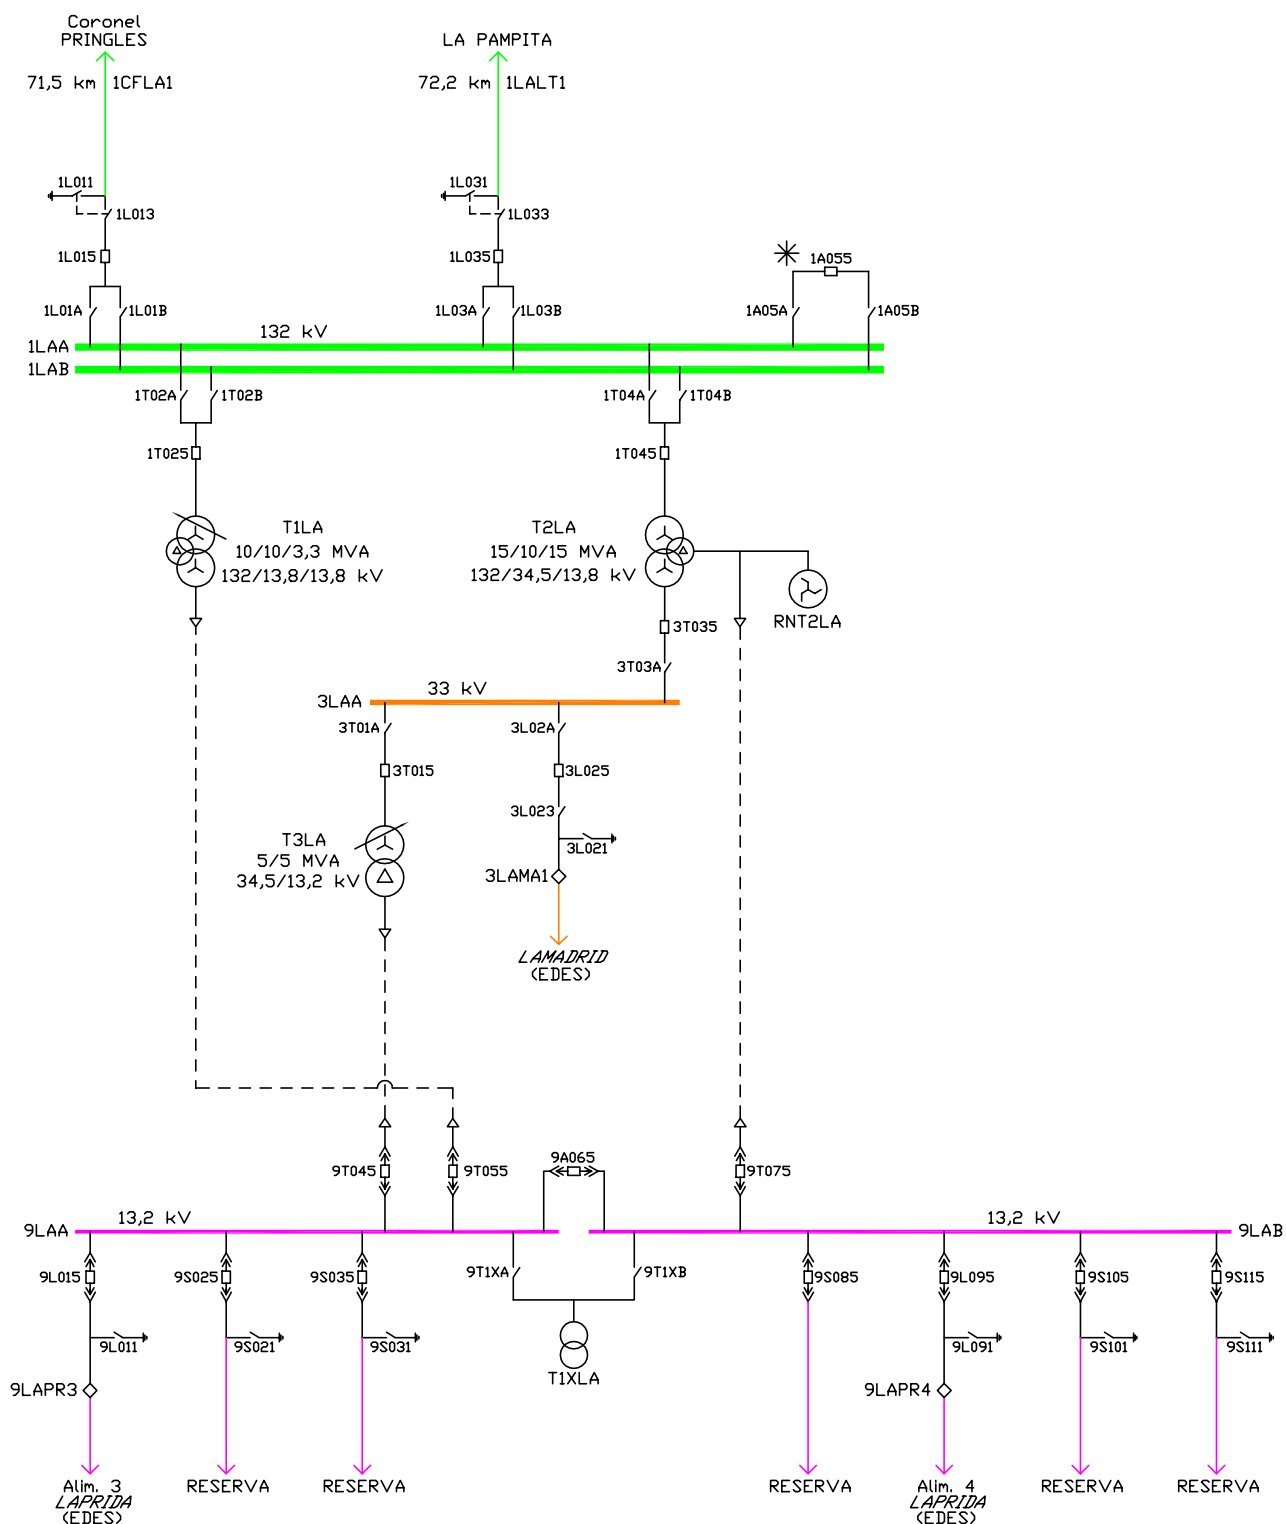 Coronel
PRINGLES
LA PAMPITA
71,5 km
1CFLA1
72,2 km
1LALT1
1L011
1L031
1L013
1L033
1L015
1L035
1A055
1L01A
1L01B
1L03A
1L03B
1A05A
1A05B
132 kV
1LAA
1LAB
1T02A
1T02B
1T04A
1T04B
1T025
1T045
T1LA
10/10/3,3 MVA
132/13,8/13,8 kV
T2LA
15/10/15 MVA
132/34,5/13,8 kV
RNT2LA
3T035
3T03A
33 kV
3LAA
3T01A
3L02A
3T015
3L025
3L023
T3LA
5/5 MVA
34,5/13,2 kV
3L021
3LAMA1
LAMADRID
(EDES)
9A065
9T045
9T055
9T075
13,2 kV
13,2 kV
9LAA
9LAB
9L015
9S025
9S035
9T1XA
9T1XB
9S085
9L095
9S105
9S115
9L011
9S021
9S031
9L091
9S101
9S111
T1XLA
9LAPR3
9LAPR4
Alim. 3
LAPRIDA
(EDES)
RESERVA
RESERVA
RESERVA
Alim. 4
LAPRIDA
(EDES)
RESERVA
RESERVA